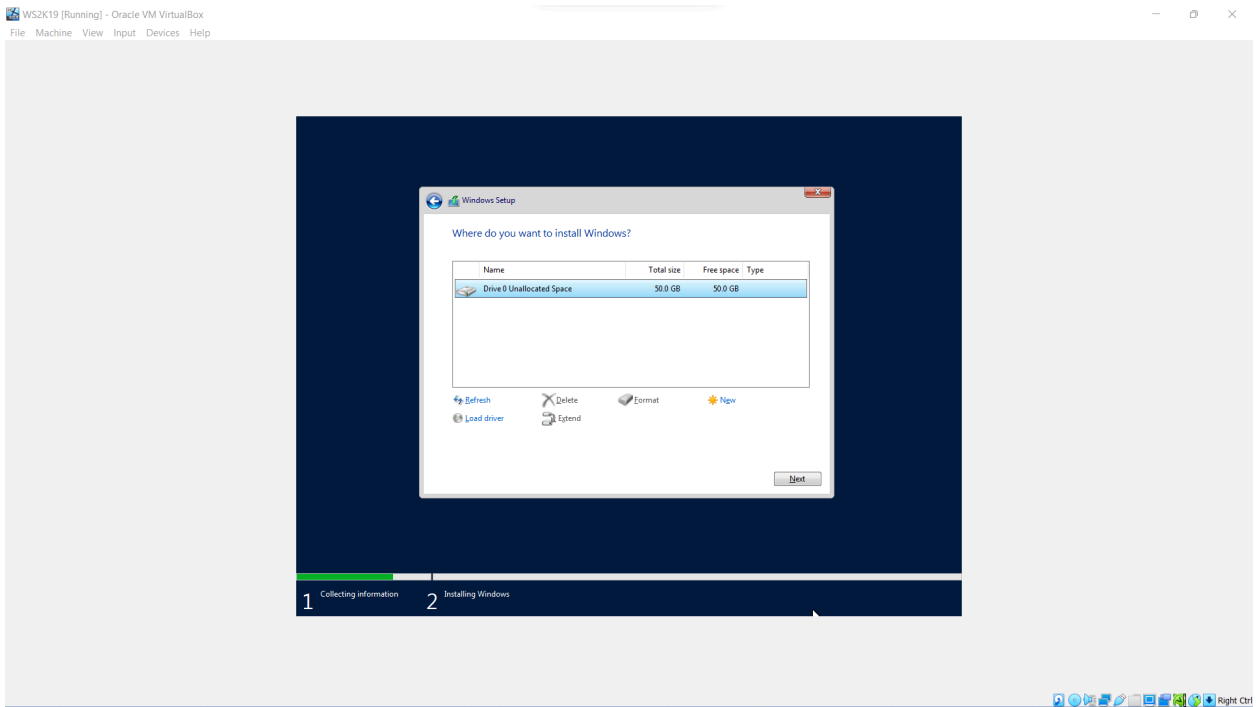 WS2K19 [Running] - Oracle VM VirtualBox
File Machine View Input Devices Help
Windows Setup
Where do you want to install Windows?
Name Total size Free space Type
Drive 0 Unallocated Space 50.0 GB 50.0 GB
Refresh Delete Format New
Load driver Extend
Next
1 Collecting information 2 Installing Windows
Right Ctrl